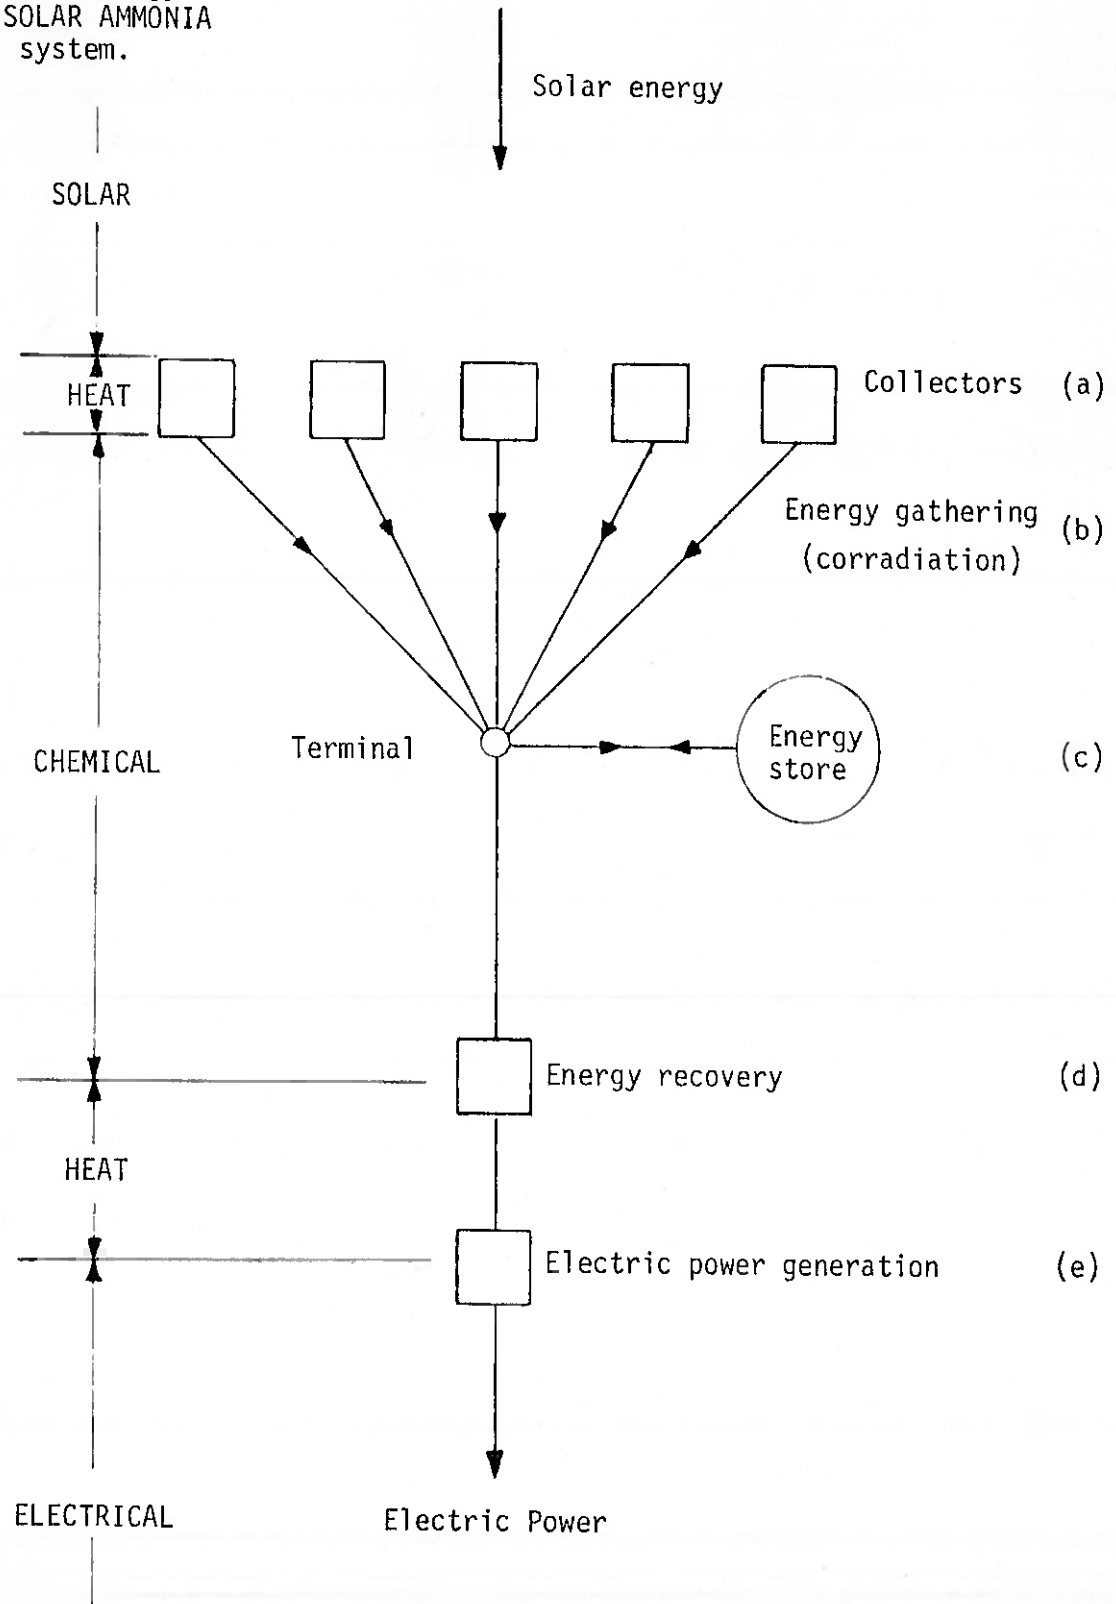 SOLAR AMMONIA
system.
Solar energy
SOLAR
HEAT
Collectors (a)
Energy gathering
(corradiation)
(b)
Terminal
Energy
store
(c)
CHEMICAL
Energy recovery (d)
HEAT
Electric power generation (e)
ELECTRICAL
Electric Power